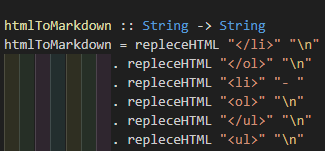 htmlToMarkdown :: String -> String
htmlToMarkdown = repleceHTML "</li>" "\n"
. repleceHTML "</ol>" "\n"
. repleceHTML "<li>" "- "
. repleceHTML "<ol>" "\n"
. repleceHTML "</ul>" "\n"
. repleceHTML "<ul>" "\n"